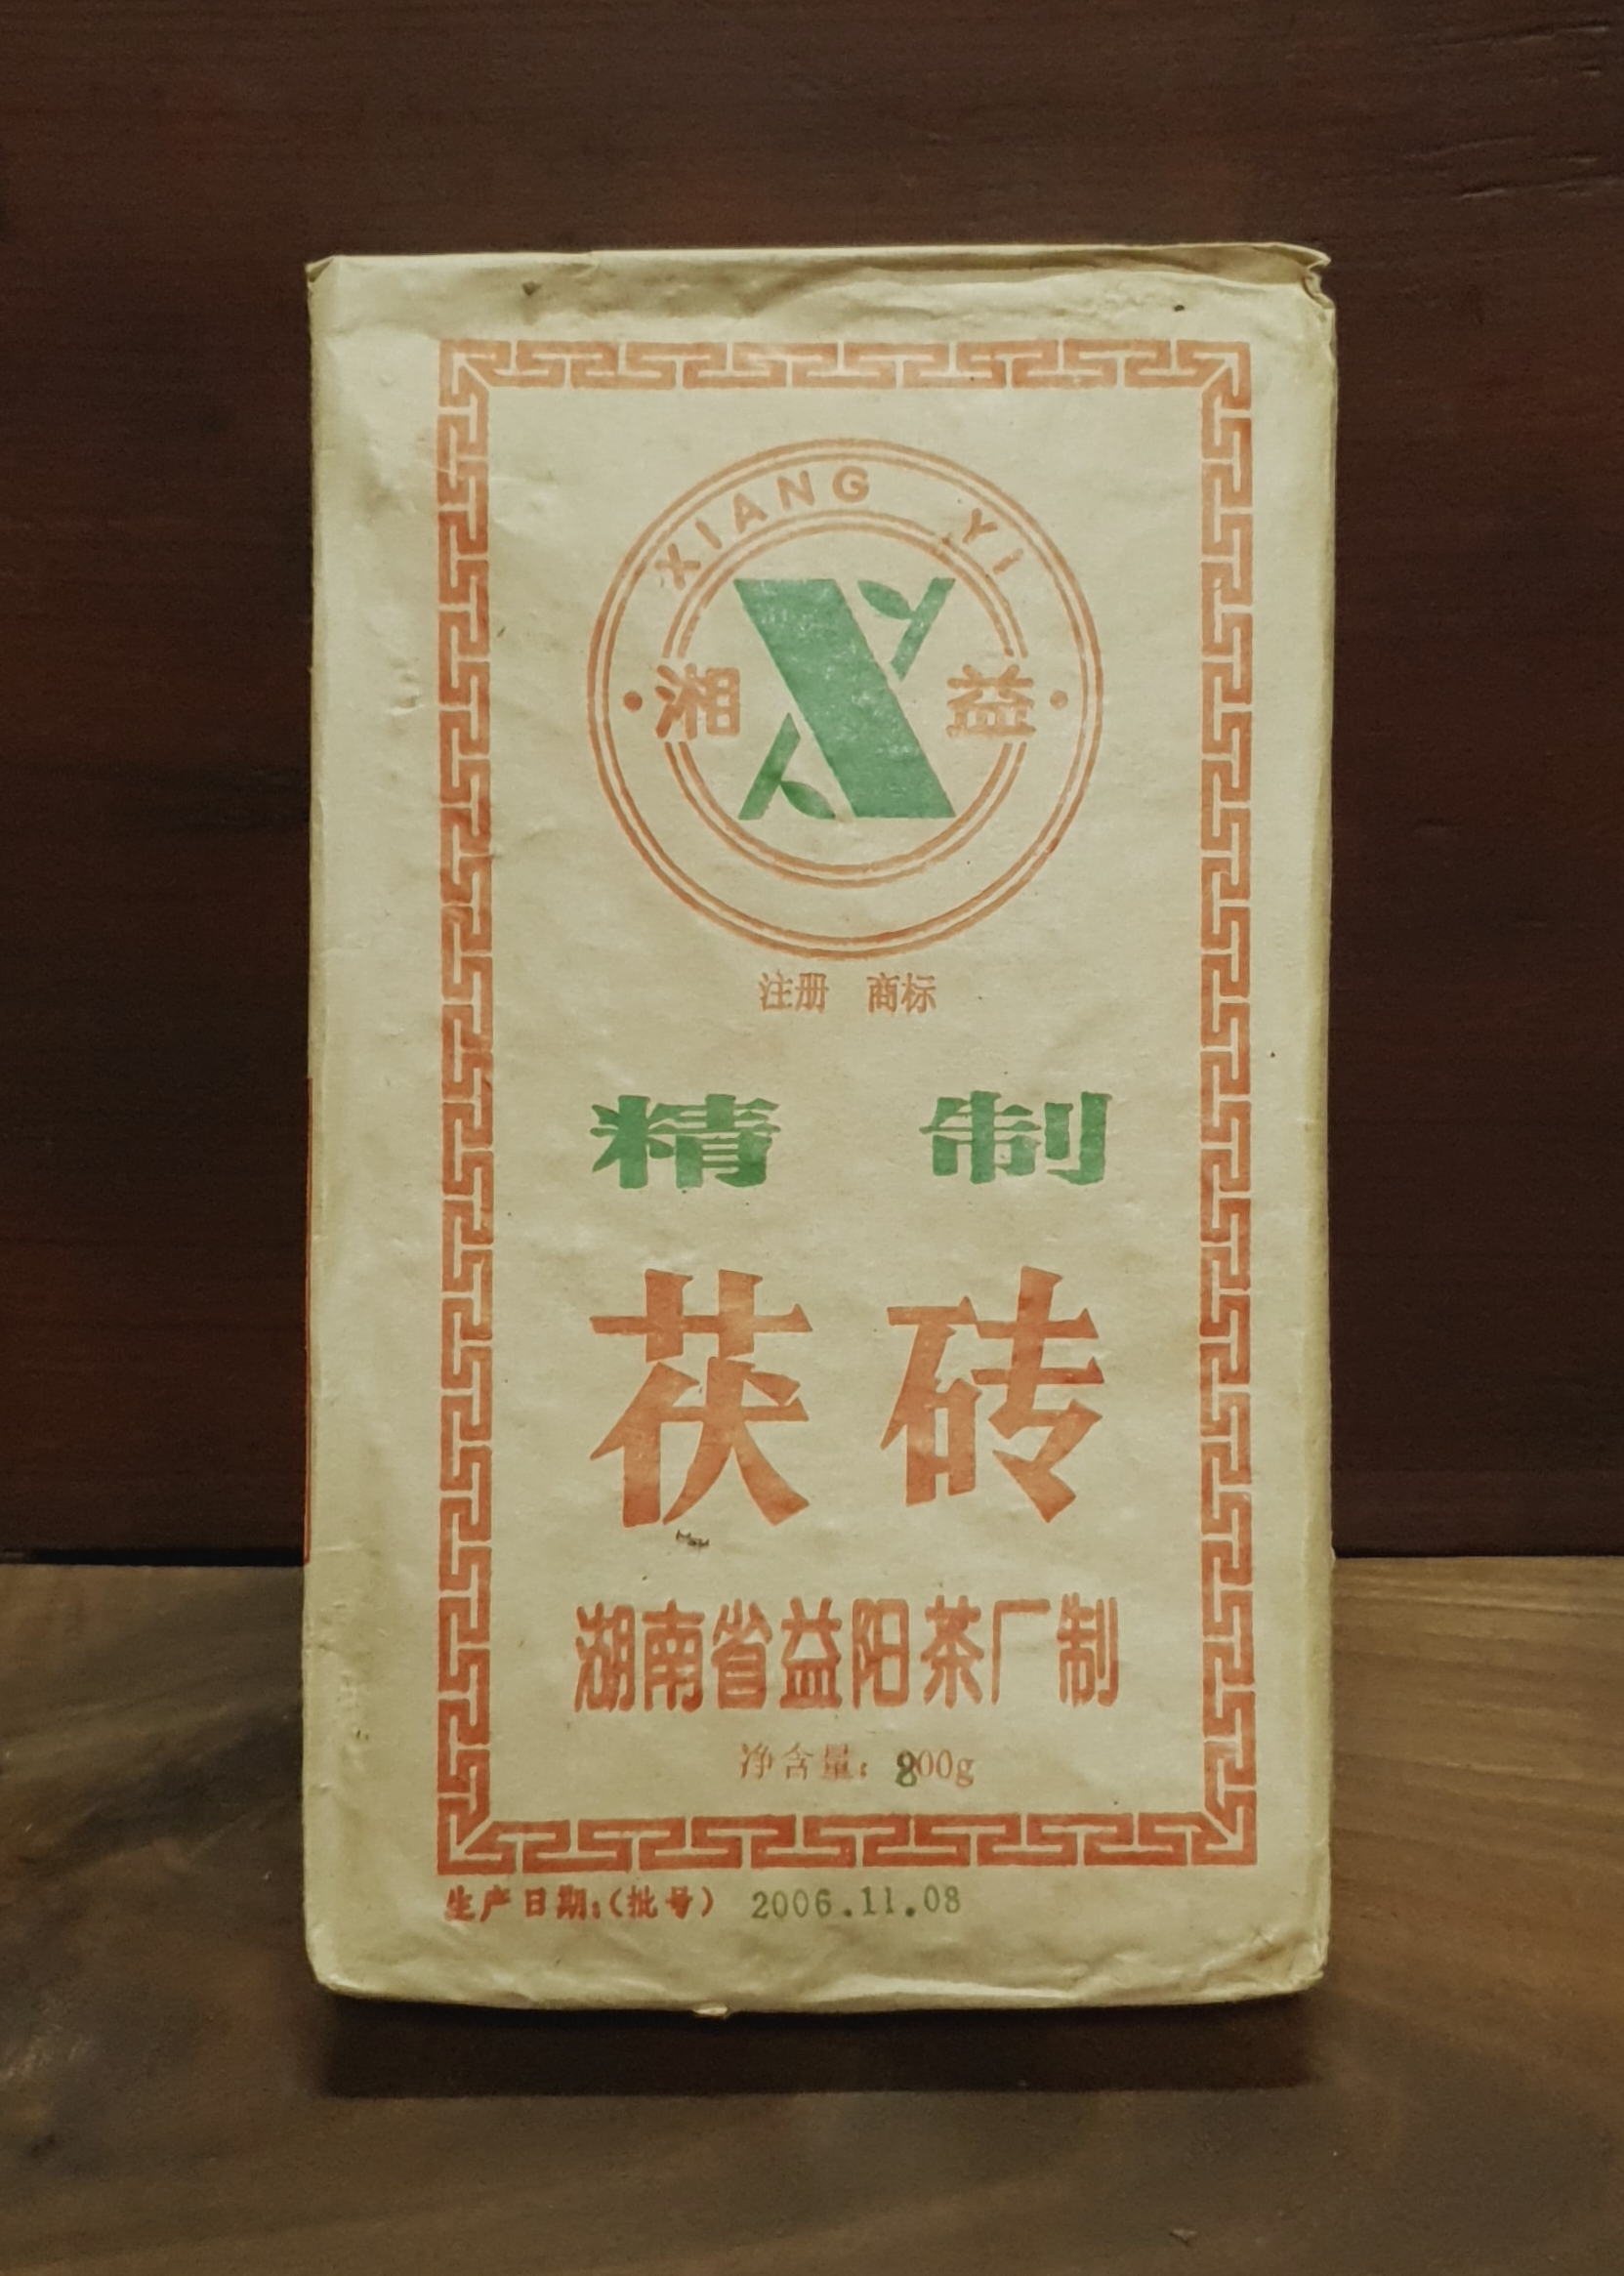 XIANG YI
湘 益
注册 商标
精 制
茯 砖
湖南省益阳茶厂制
净含量：800g
生产日期：（批号） 2006.11.08